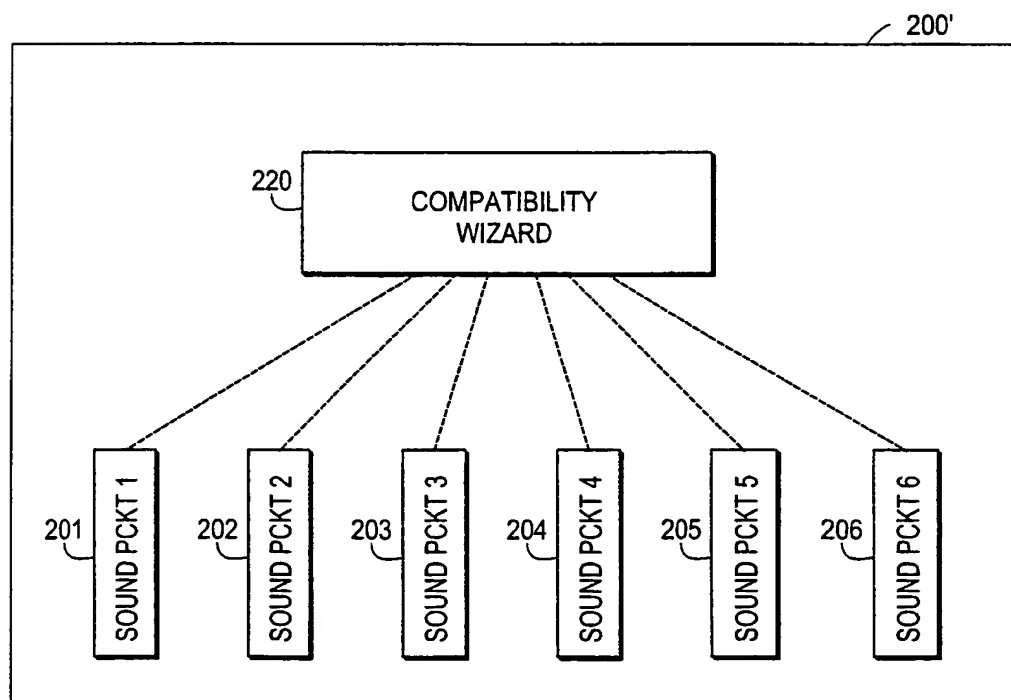 200'
220
COMPATIBILITY
WIZARD
201
SOUND PCKT 1
202
SOUND PCKT 2
203
SOUND PCKT 3
204
SOUND PCKT 4
205
SOUND PCKT 5
206
SOUND PCKT 6